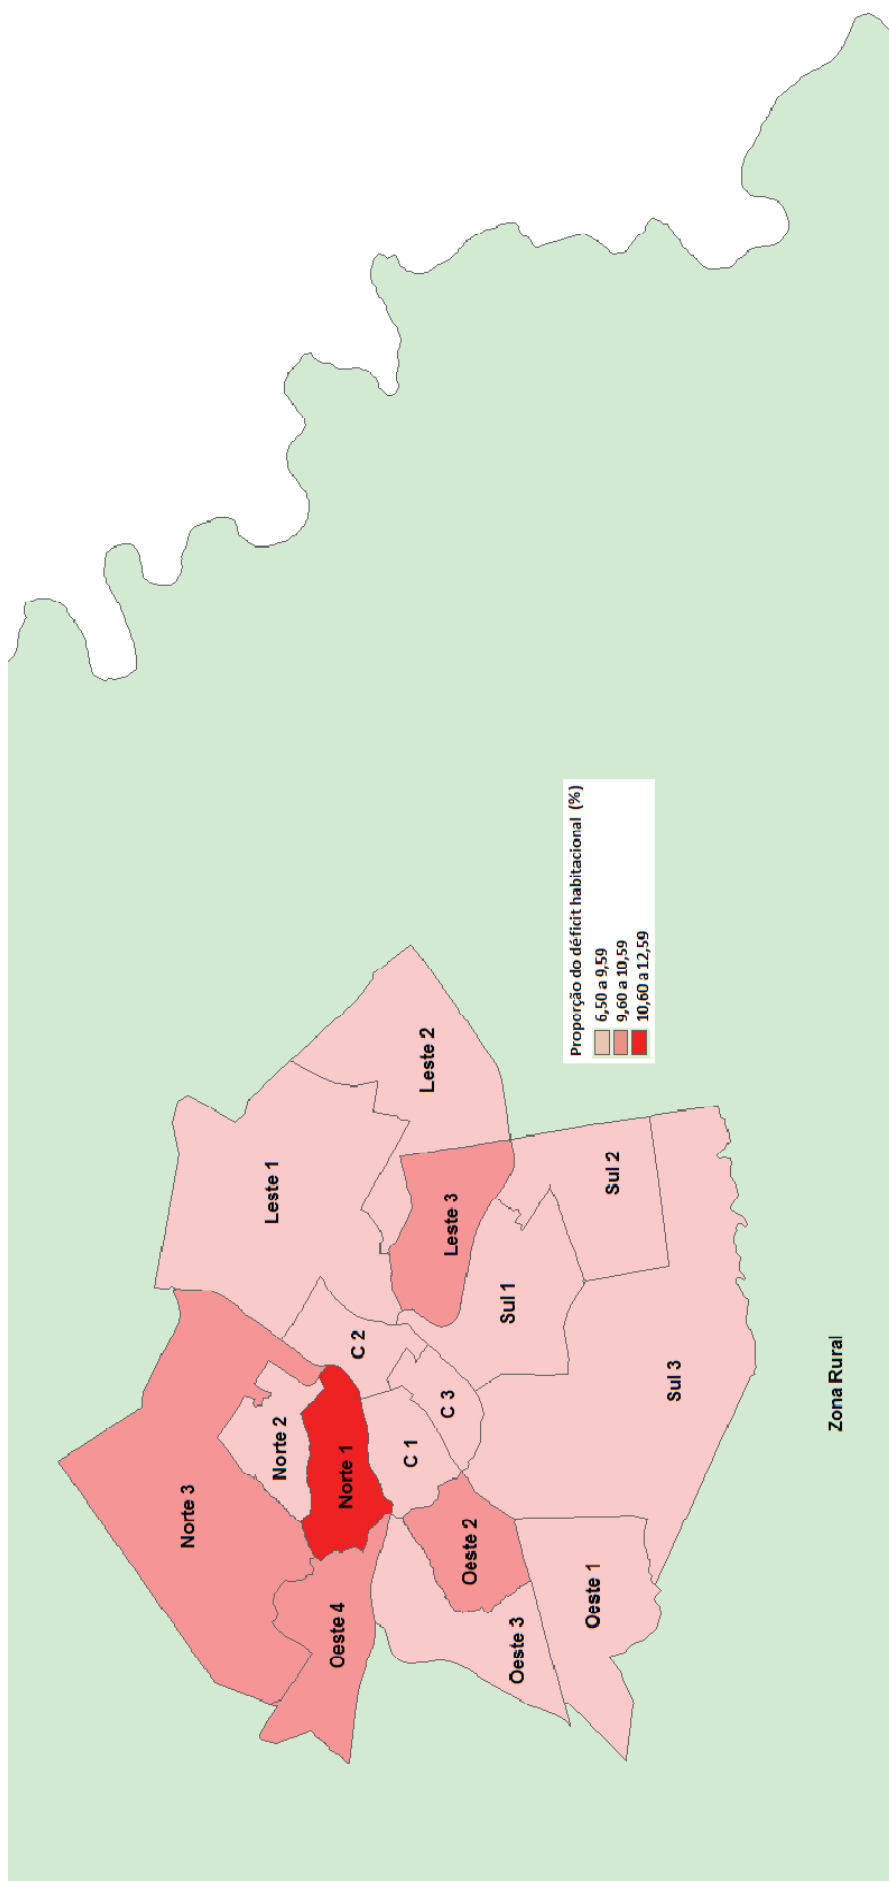 Norte 3
Leste 1
Norte 2
C 2
Leste 2
Oeste 4
Norte 1
C 1
Leste 3
Oeste 2
C 3
Sul 1
Oeste 3
Sul 2
Oeste 1
Sul 3
Proporção do déficit habitacional (%)
6,50 a 9,59
9,60 a 10,59
10,60 a 12,59
Zona Rural